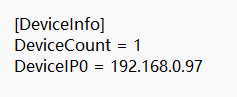 [DeviceInfo]
DeviceCount = 1
DeviceIP0 = 192.168.0.97